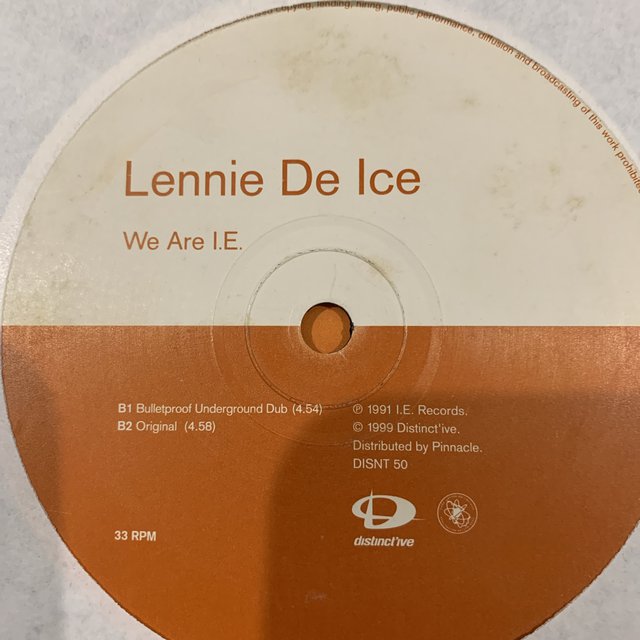 lending, hiring, public performance, diffusion and broadcasting of this work prohibited
Lennie De Ice
We Are I.E.
B1 Bulletproof Underground Dub (4.54)
B2 Original (4.58)
℗ 1991 I.E. Records.
© 1999 Distinct'ive.
Distributed by Pinnacle.
DISNT 50
33 RPM
distinct'ive